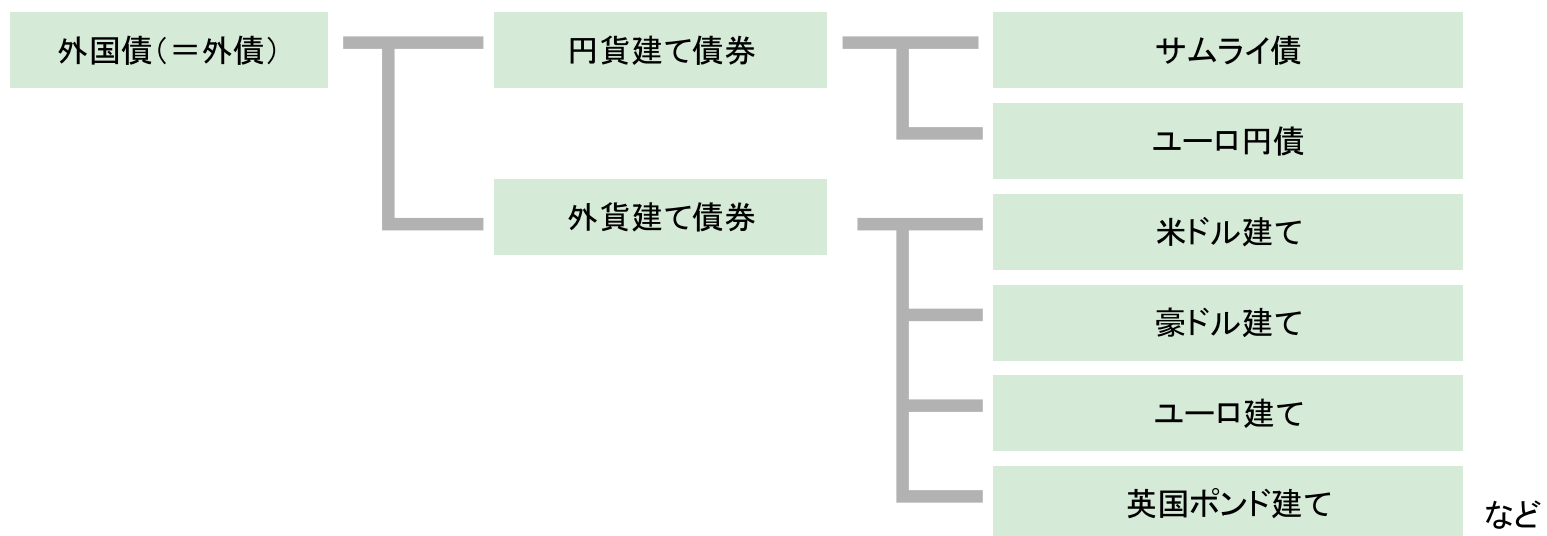 外国債（＝外債）
円貨建て債券
サムライ債
ユーロ円債
外貨建て債券
米ドル建て
豪ドル建て
ユーロ建て
英国ポンド建て
など